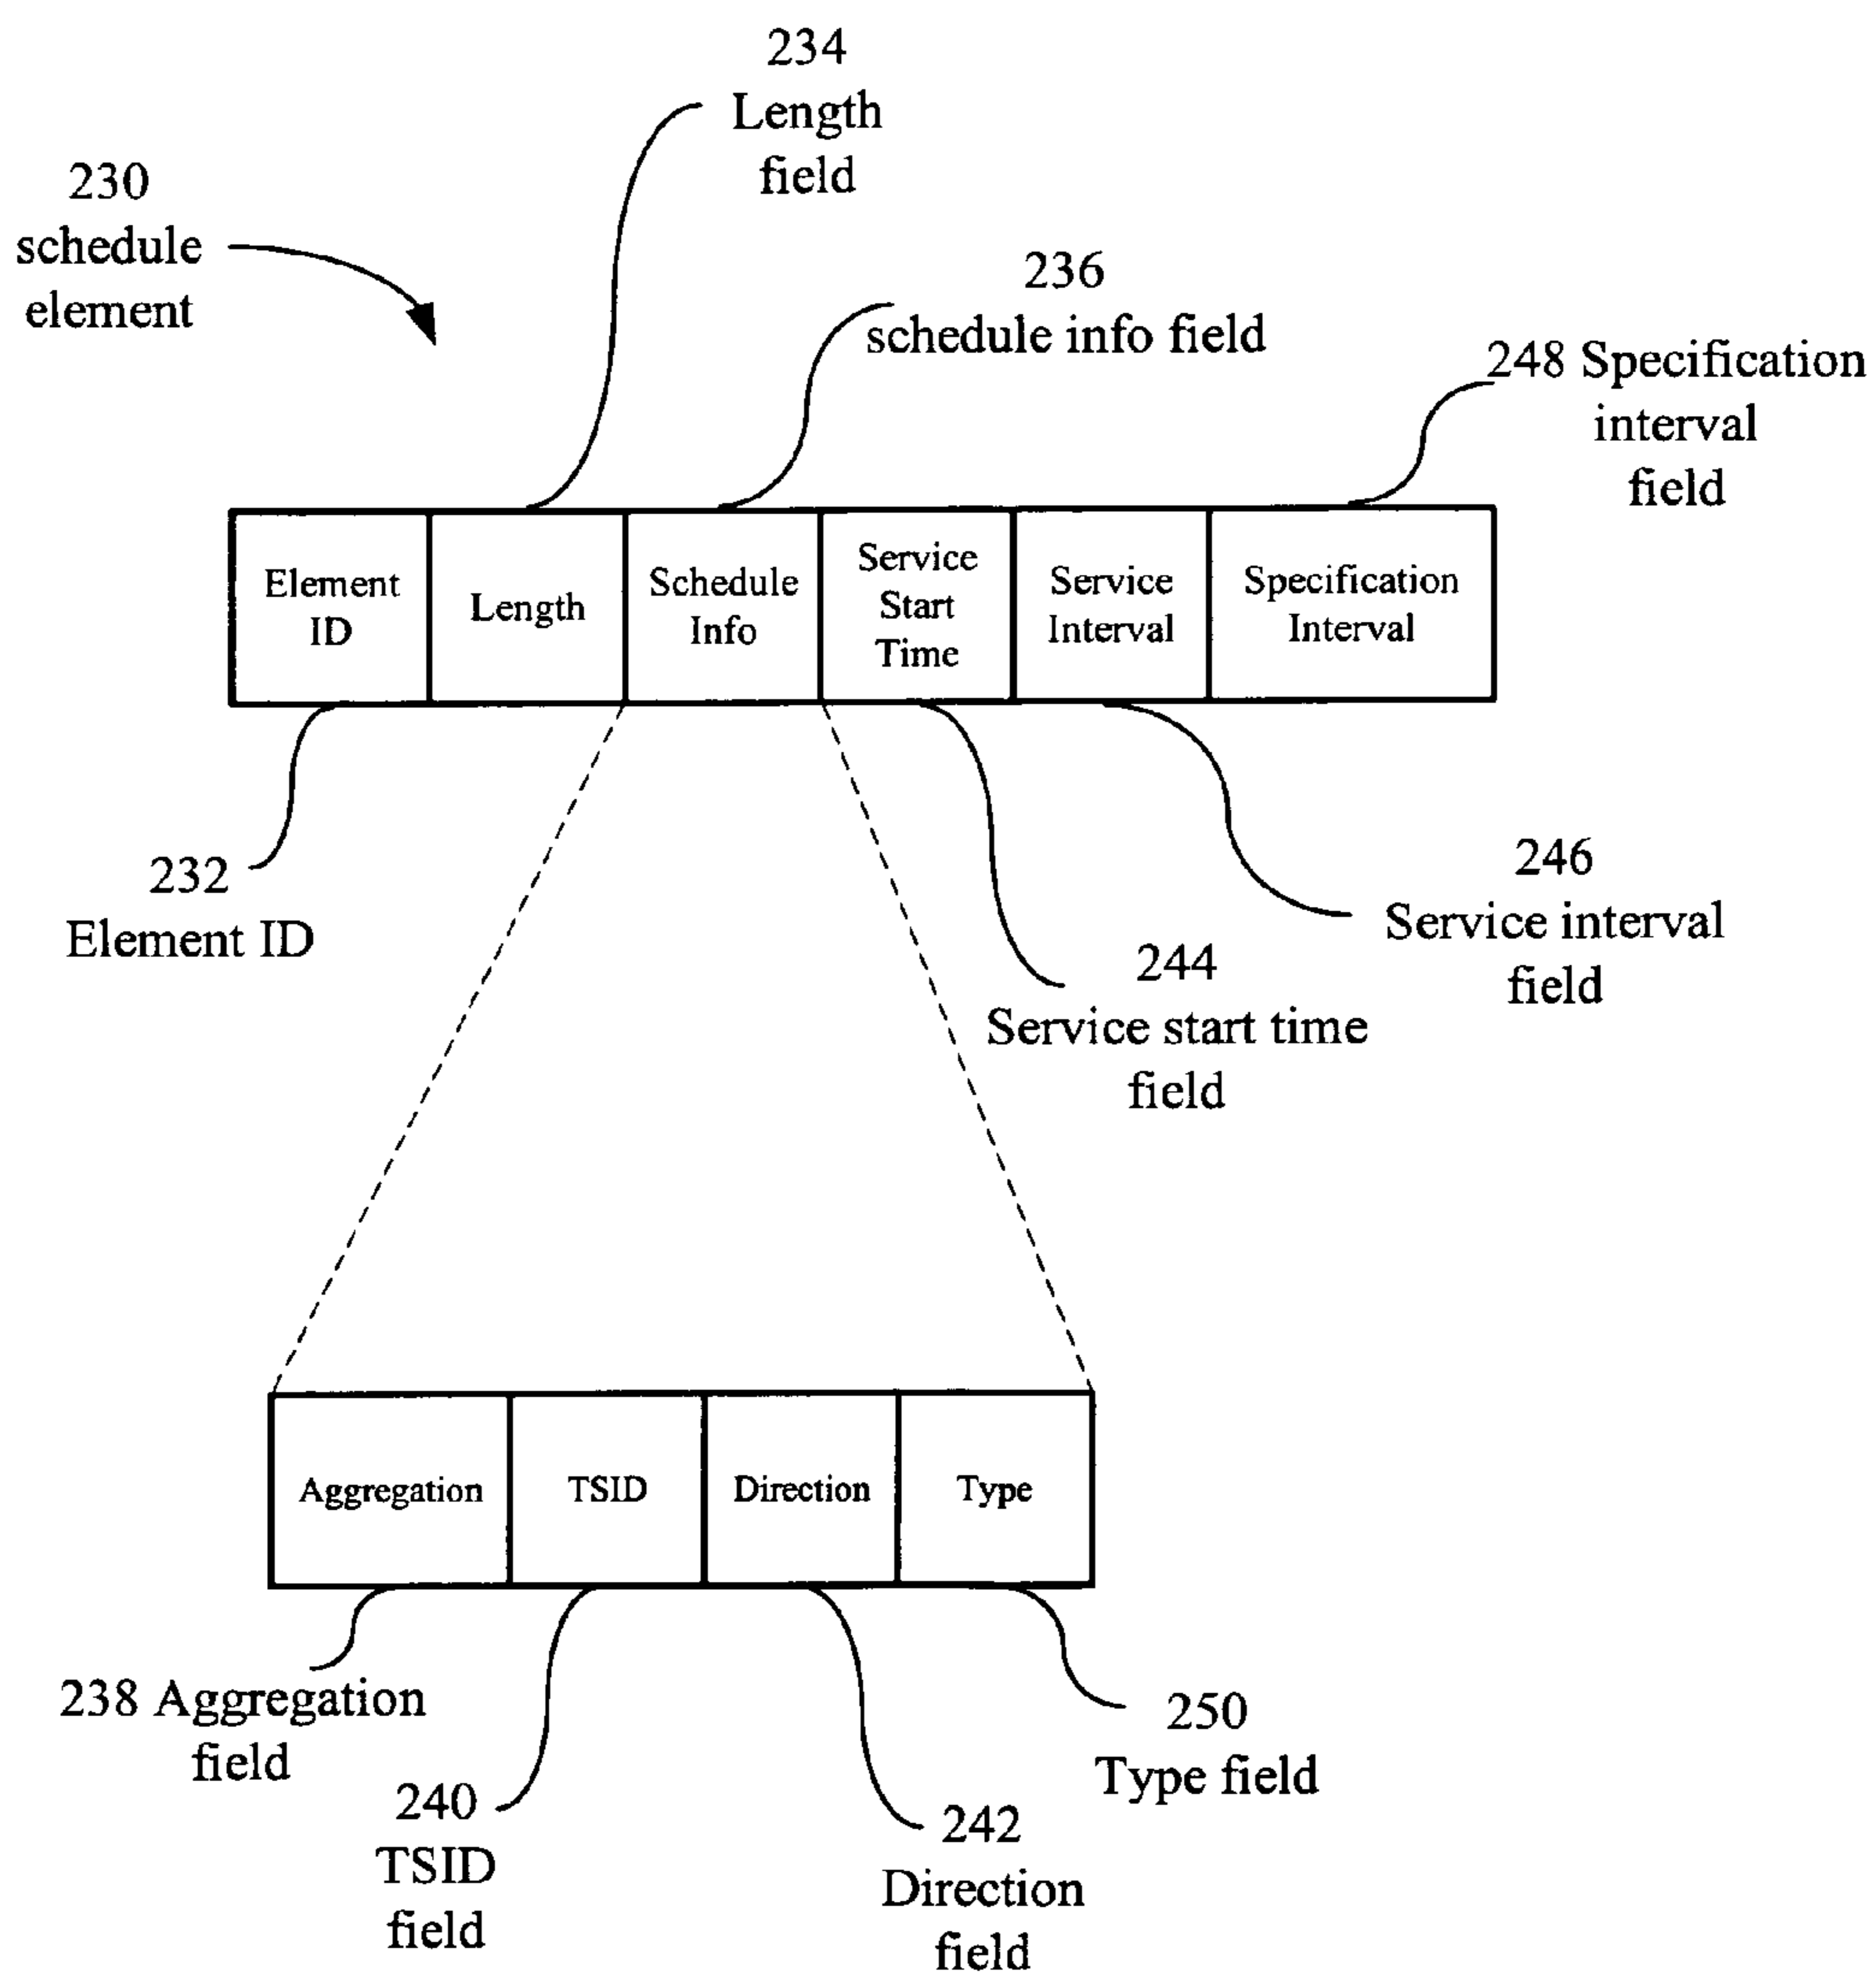 234
Length
field
230
schedule
element
236
schedule info field
248 Specification
interval
field
Element
ID
Length
Schedule
Info
Service
Start
Time
Service
Interval
Specification
Interval
232
Element ID
246
Service interval
field
244
Service start time
field
Aggregation
TSID
Direction
Type
238 Aggregation
field
250
Type field
240
TSID
field
242
Direction
field